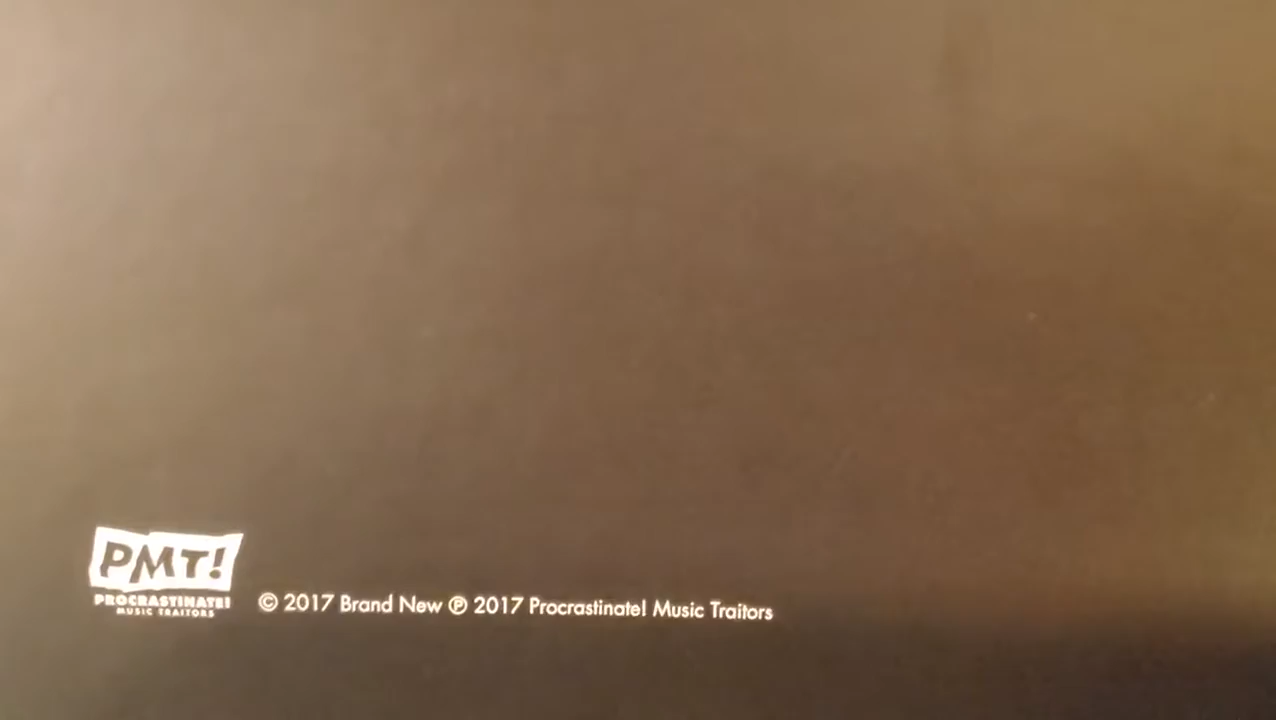 PMT!
PROCRASTINATE!
MUSIC TRAITORS
© 2017 Brand New ℗ 2017 Procrastinate! Music Traitors